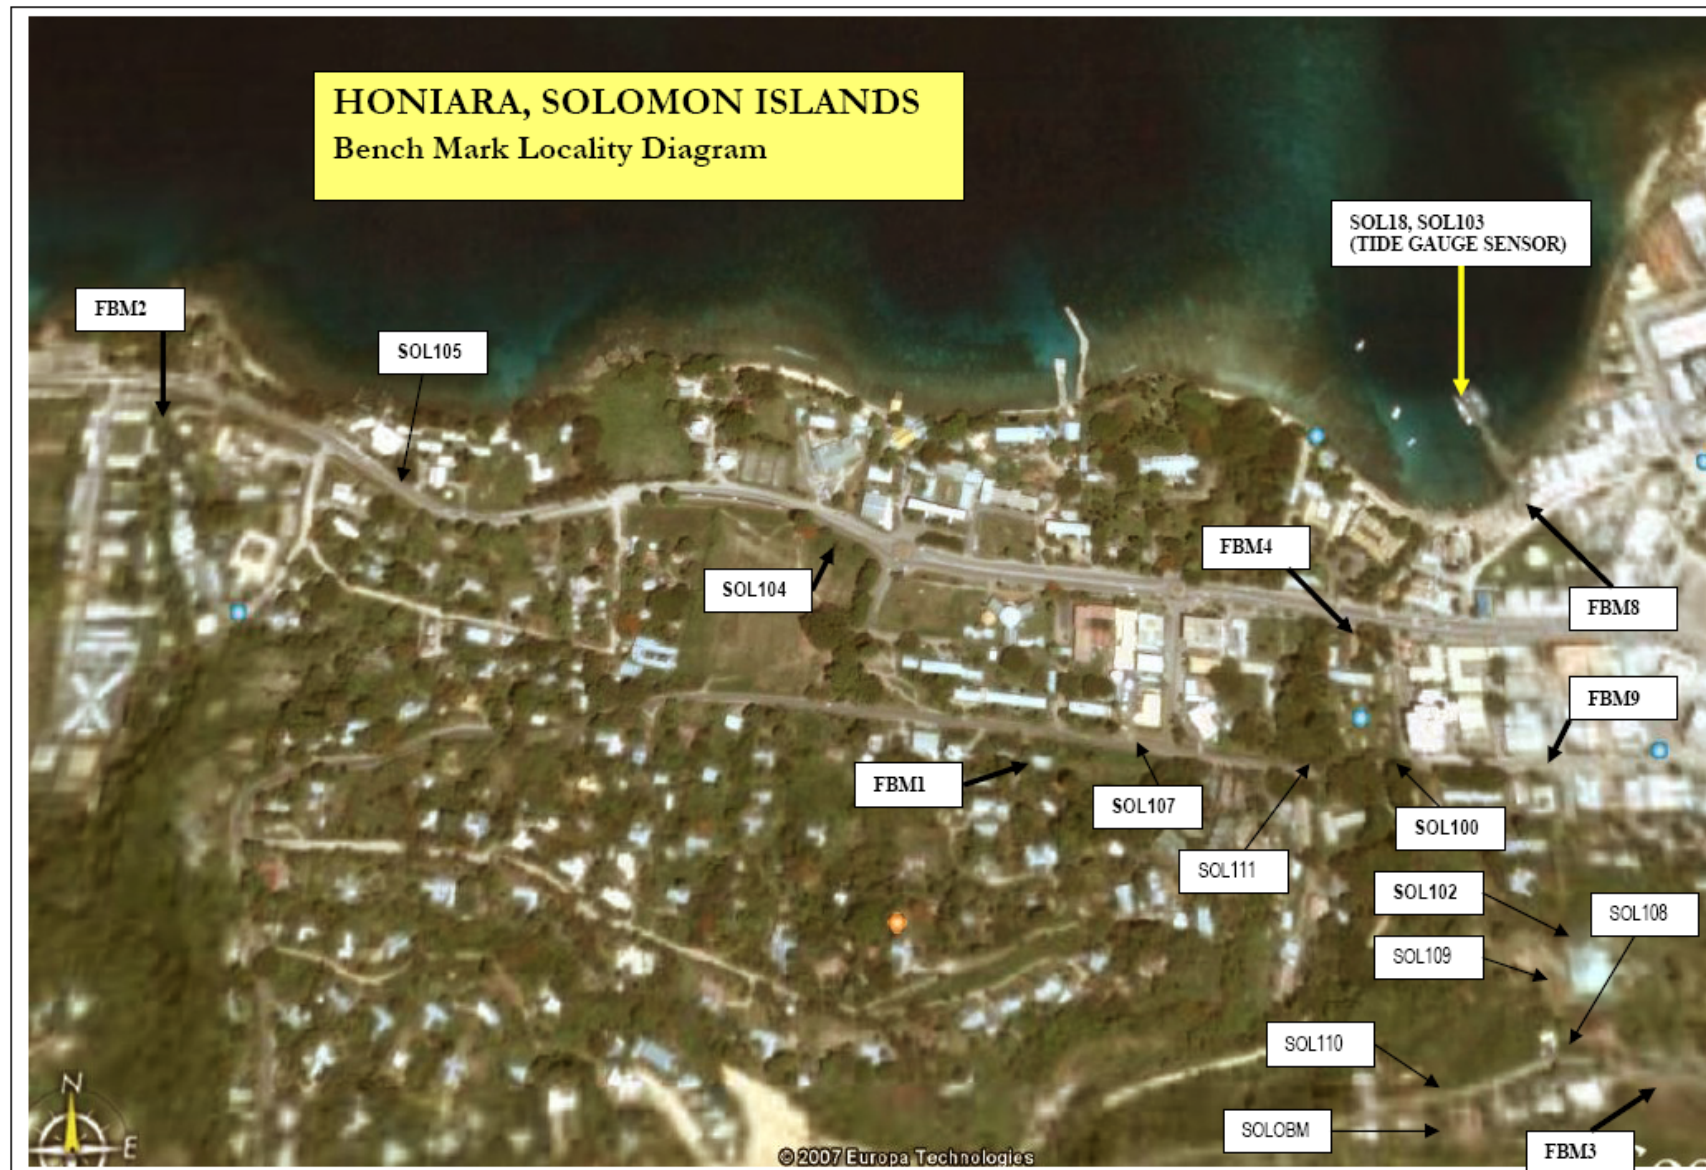 HONIARA, SOLOMON ISLANDS
Bench Mark Locality Diagram
SOL18, SOL103
(TIDE GAUGE SENSOR)
FBM2
SOL105
FBM4
SOL104
FBM8
FBM9
FBM1
SOL107
SOL100
SOL111
SOL102
SOL108
SOL109
SOL110
SOLOBM
FBM3
N
E
©2007 Europa Technologies